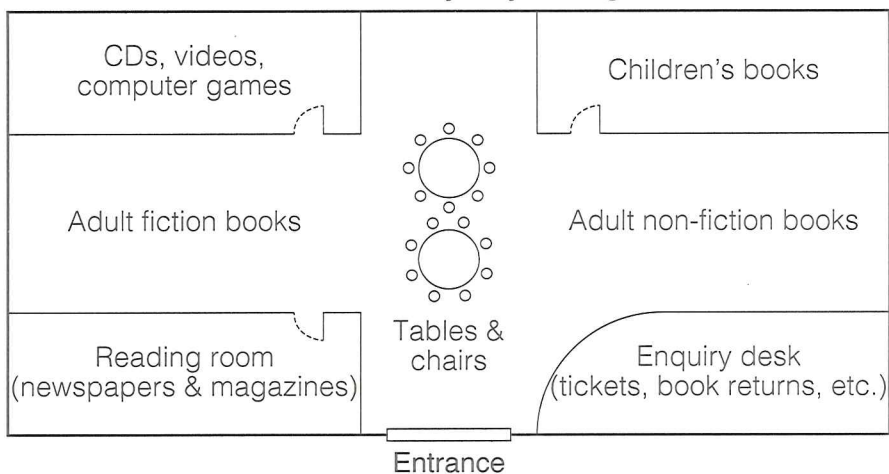 CDs, videos,
computer games
Children's books
Adult fiction books
Adult non-fiction books
Tables &
chairs
Reading room
(newspapers & magazines)
Enquiry desk
(tickets, book returns, etc.)
Entrance